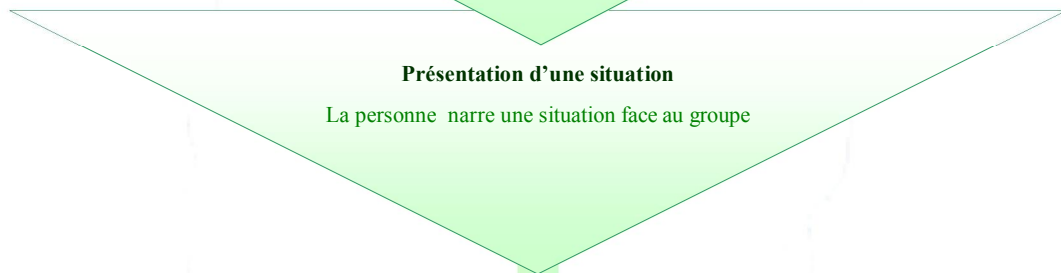 Présentation d’une situation
La personne  narre une situation face au groupe